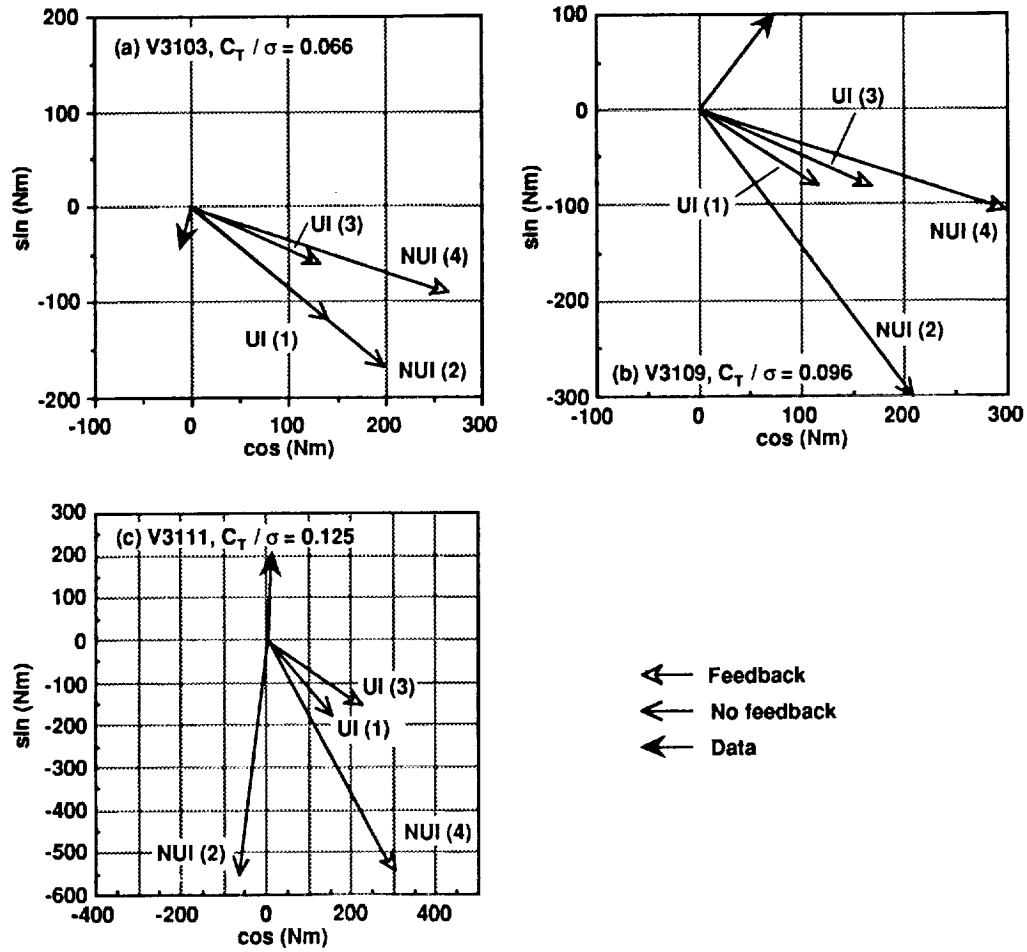 200
(a) V3103, C_T / σ = 0.066
100
0
-100
-200
sin (Nm)
UI (3)
NUI (4)
UI (1)
NUI (2)
-100 0 100 200 300
cos (Nm)
100
0
-100
-200
-300
sin (Nm)
UI (3)
UI (1)
NUI (4)
NUI (2)
(b) V3109, C_T / σ = 0.096
-100 0 100 200 300
cos (Nm)
300
(c) V3111, C_T / σ = 0.125
200
100
0
-100
-200
-300
-400
-500
-600
sin (Nm)
UI (3)
UI (1)
NUI (4)
NUI (2)
-400 -200 0 200 400
cos (Nm)
Feedback
No feedback
Data